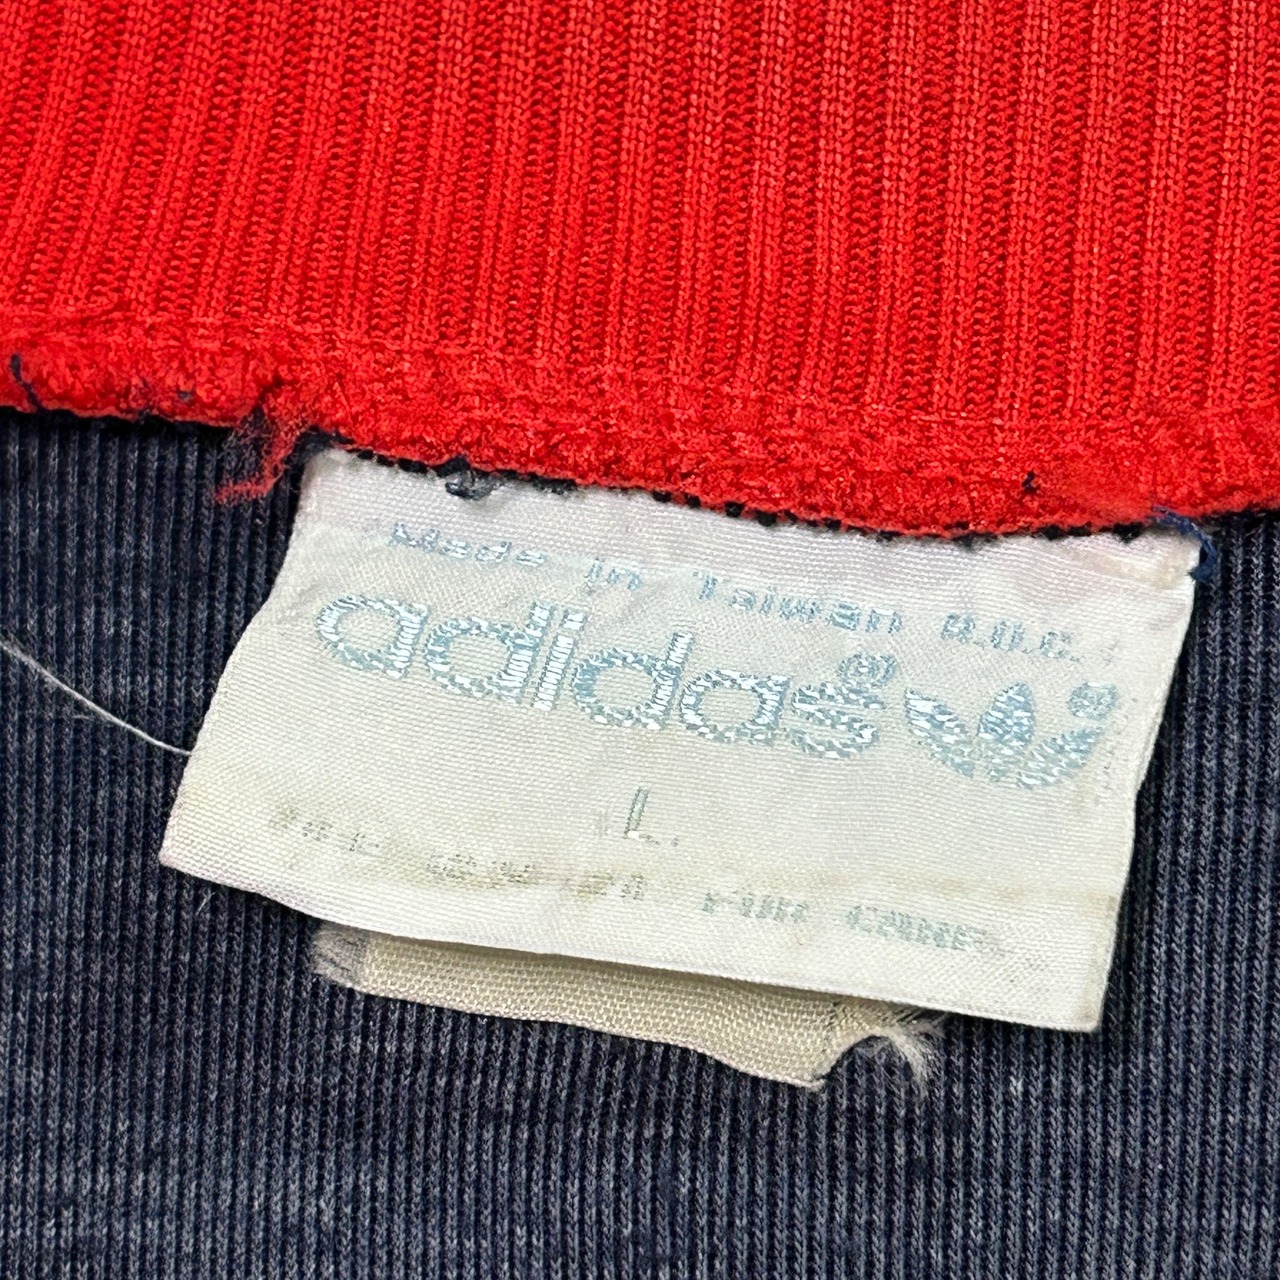 Made in Taiwan R.O.C.
adidas® ®
L.
FOR CARE